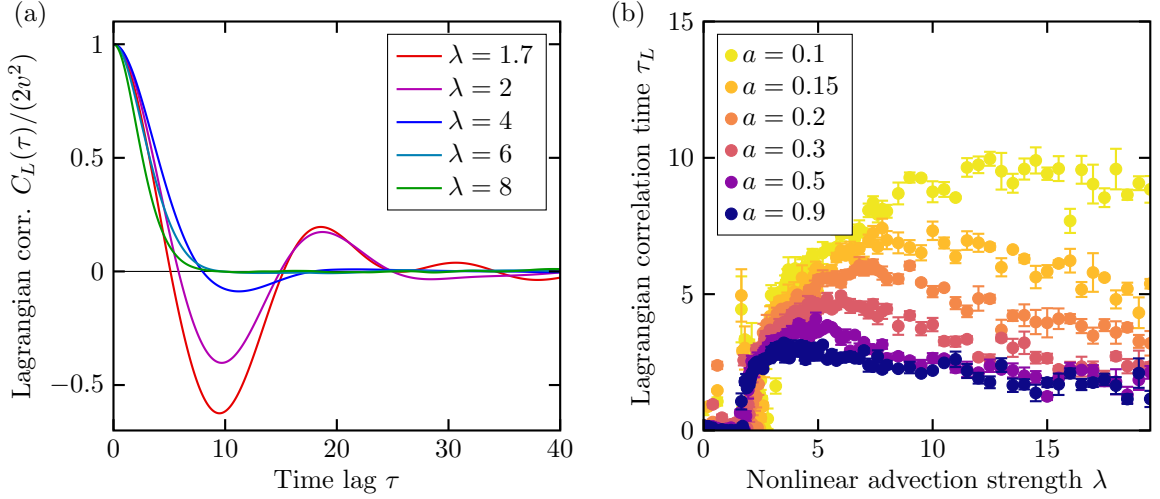 (a)
Lagrangian corr. C_L(τ)/(2v²)
1
0.5
0
−0.5
0
10
20
30
40
Time lag τ
λ = 1.7
λ = 2
λ = 4
λ = 6
λ = 8
(b)
Lagrangian correlation time τ_L
15
10
5
0
0
5
10
15
Nonlinear advection strength λ
a = 0.1
a = 0.15
a = 0.2
a = 0.3
a = 0.5
a = 0.9